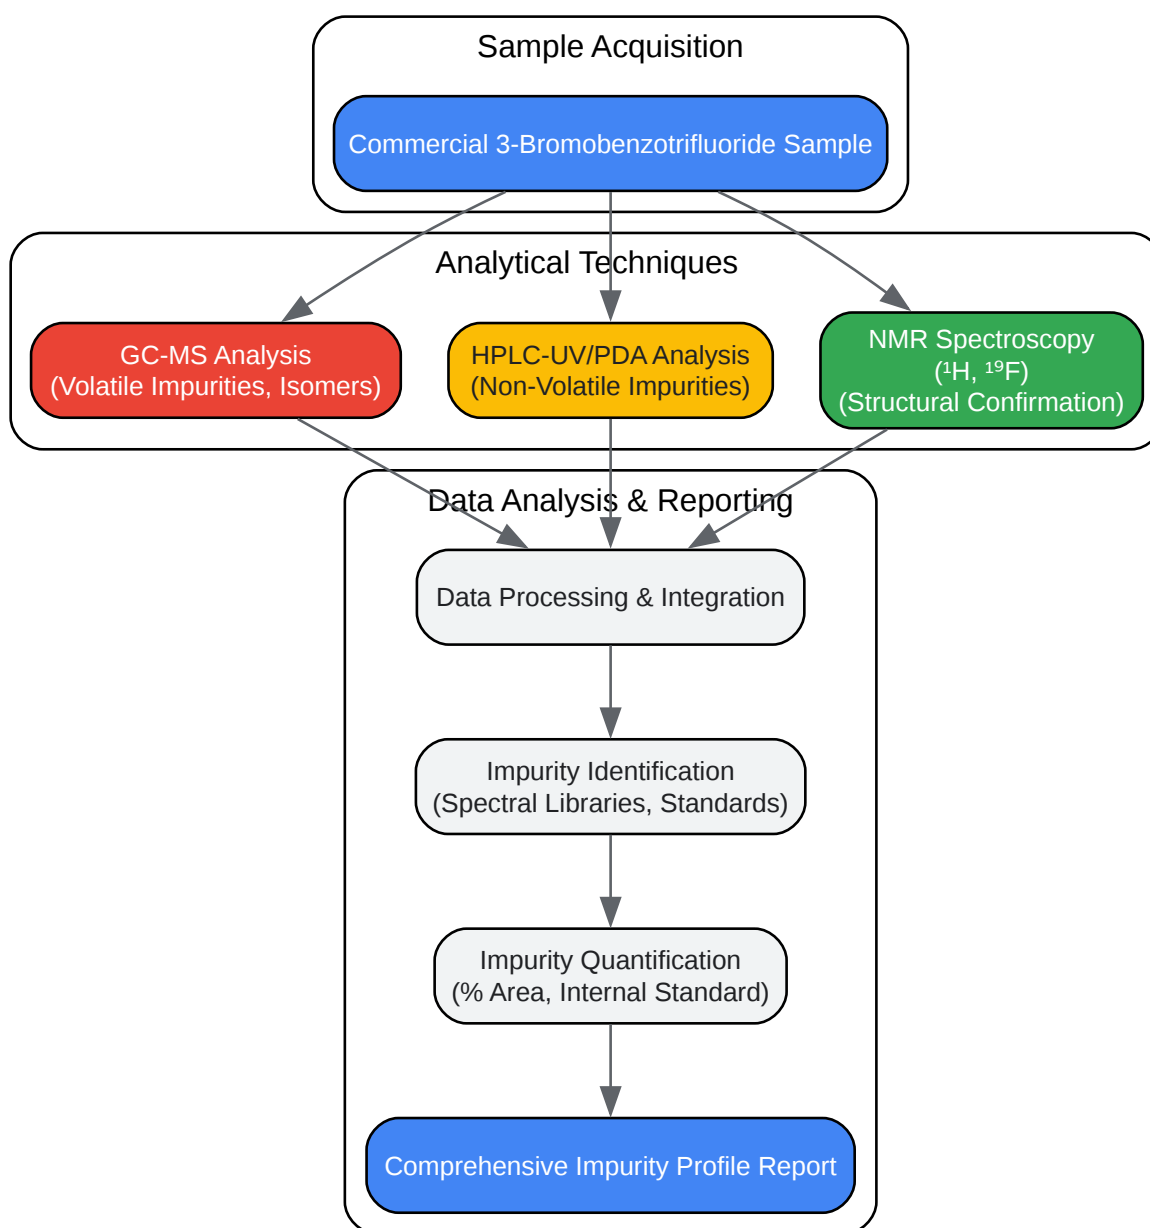 Sample Acquisition
Commercial 3-Bromobenzotrifluoride Sample
Analytical Techniques
GC-MS Analysis
(Volatile Impurities, Isomers)
HPLC-UV/PDA Analysis
(Non-Volatile Impurities)
NMR Spectroscopy
(¹H, ¹⁹F)
(Structural Confirmation)
Data Analysis & Reporting
Data Processing & Integration
Impurity Identification
(Spectral Libraries, Standards)
Impurity Quantification
(% Area, Internal Standard)
Comprehensive Impurity Profile Report